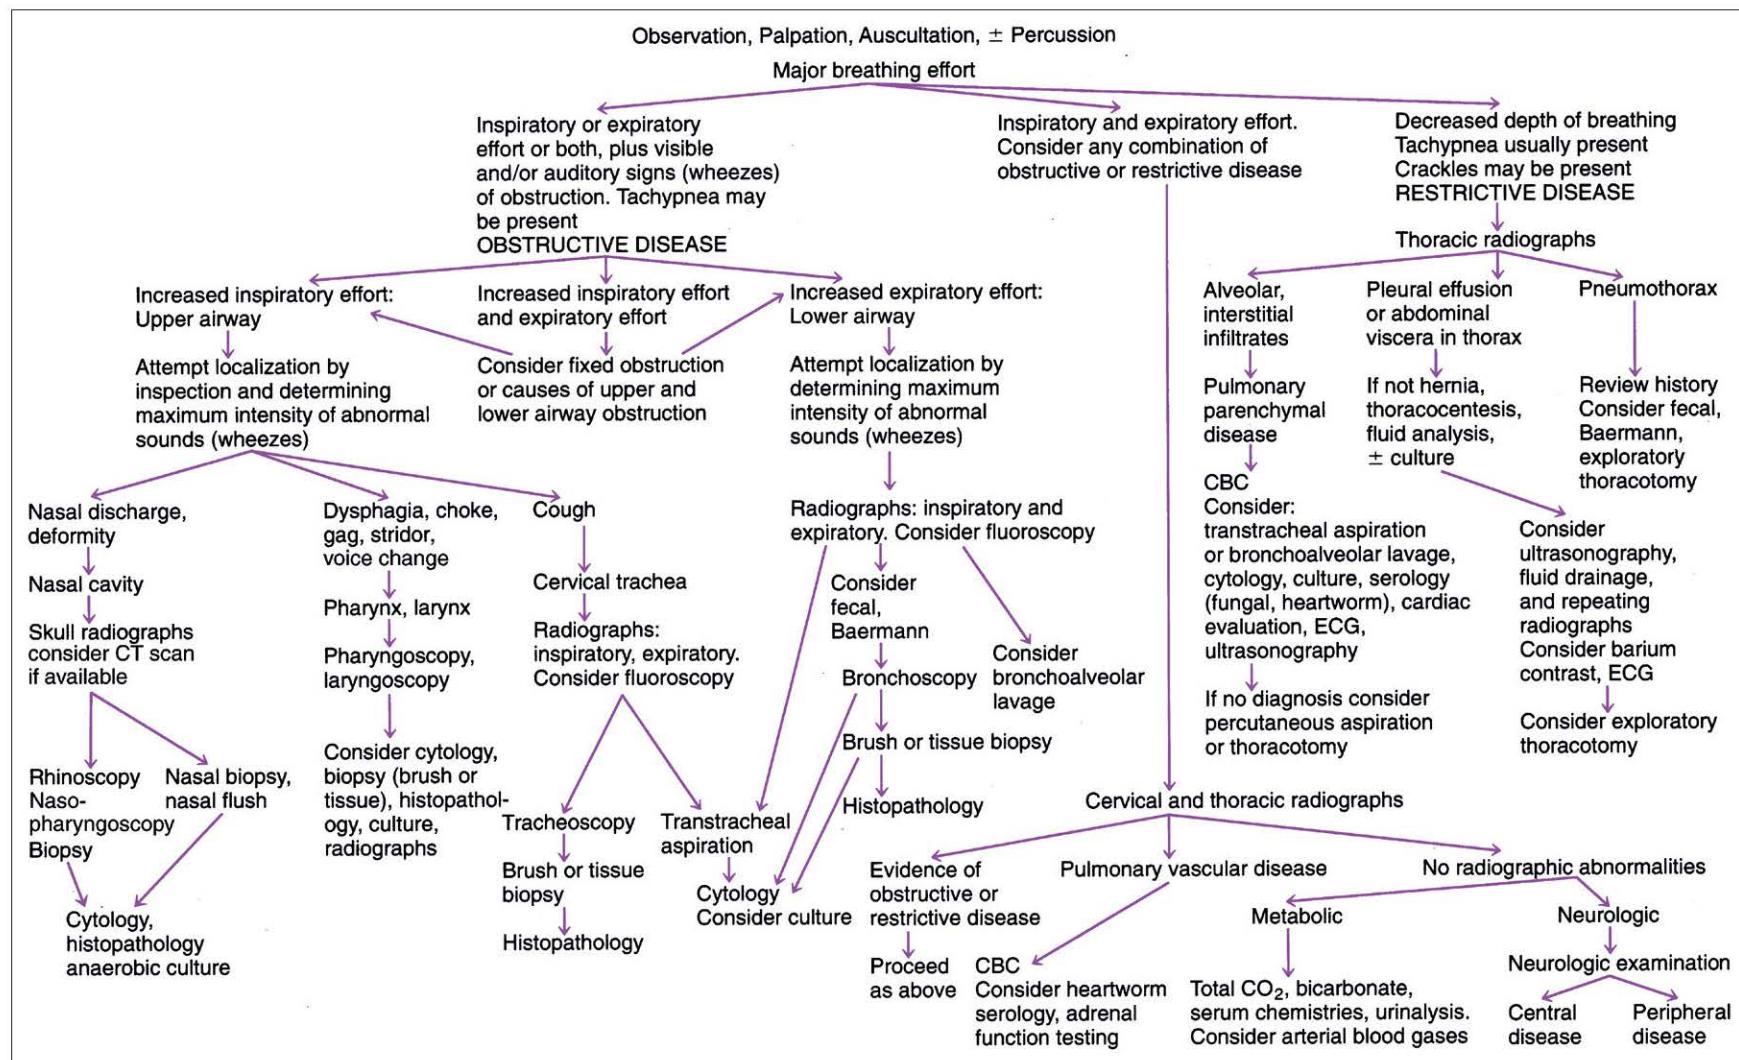 Observation, Palpation, Auscultation, ± Percussion
Major breathing effort
Inspiratory or expiratory
effort or both, plus visible
and/or auditory signs (wheezes)
of obstruction. Tachypnea may
be present
OBSTRUCTIVE DISEASE
Inspiratory and expiratory effort.
Consider any combination of
obstructive or restrictive disease
Decreased depth of breathing
Tachypnea usually present
Crackles may be present
RESTRICTIVE DISEASE
Thoracic radiographs
Increased inspiratory effort:
Upper airway
Increased inspiratory effort
and expiratory effort
Increased expiratory effort:
Lower airway
Alveolar,
interstitial
infiltrates
Pleural effusion
or abdominal
viscera in thorax
Pneumothorax
Attempt localization by
inspection and determining
maximum intensity of abnormal
sounds (wheezes)
Consider fixed obstruction
or causes of upper and
lower airway obstruction
Attempt localization by
determining maximum
intensity of abnormal
sounds (wheezes)
Pulmonary
parenchymal
disease
If not hernia,
thoracocentesis,
fluid analysis,
± culture
Review history
Consider fecal,
Baermann,
exploratory
thoracotomy
Nasal discharge,
deformity
Nasal cavity
Skull radiographs
consider CT scan
if available
Rhinoscopy
Naso-
pharyngoscopy
Biopsy
Nasal biopsy,
nasal flush
Cytology,
histopathology
anaerobic culture
Dysphagia, choke,
gag, stridor,
voice change
Pharynx, larynx
Pharyngoscopy,
laryngoscopy
Consider cytology,
biopsy (brush or
tissue), histopathol-
ogy, culture,
radiographs
Cough
Cervical trachea
Radiographs:
inspiratory, expiratory.
Consider fluoroscopy
Tracheoscopy
Brush or tissue
biopsy
Histopathology
Transtracheal
aspiration
Cytology
Consider culture
Radiographs: inspiratory and
expiratory. Consider fluoroscopy
Consider
fecal,
Baermann
Bronchoscopy
Brush or tissue biopsy
Histopathology
Consider
bronchoalveolar
lavage
CBC
Consider:
transtracheal aspiration
or bronchoalveolar lavage,
cytology, culture, serology
(fungal, heartworm), cardiac
evaluation, ECG,
ultrasonography
If no diagnosis consider
percutaneous aspiration
or thoracotomy
Consider
ultrasonography,
fluid drainage,
and repeating
radiographs
Consider barium
contrast, ECG
Consider exploratory
thoracotomy
Cervical and thoracic radiographs
Evidence of
obstructive or
restrictive disease
Proceed
as above
Pulmonary vascular disease
CBC
Consider heartworm
serology, adrenal
function testing
No radiographic abnormalities
Metabolic
Total CO₂, bicarbonate,
serum chemistries, urinalysis.
Consider arterial blood gases
Neurologic
Neurologic examination
Central
disease
Peripheral
disease